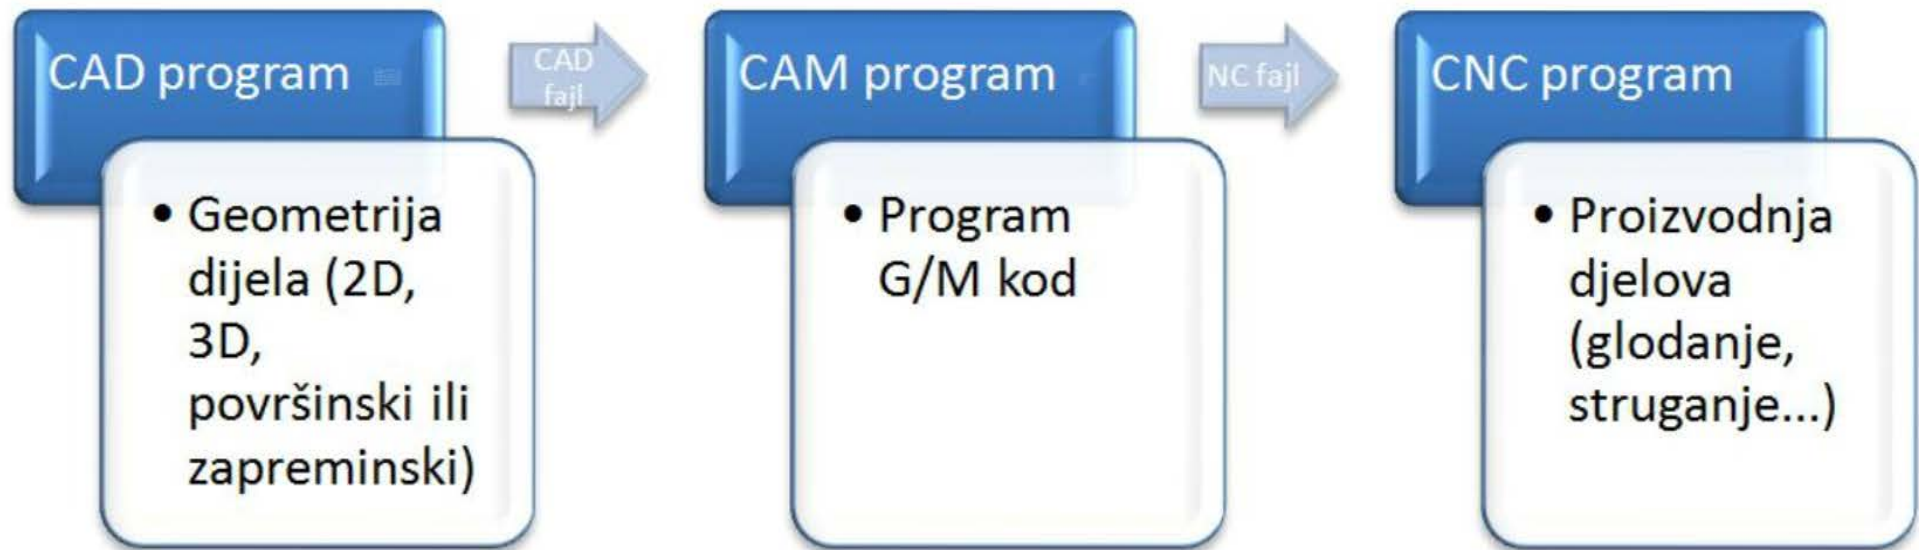 CAD program
• Geometrija
dijela (2D,
3D,
površinski ili
zapreminski)
CAD
fajl
CAM program
• Program
G/M kod
NC fajl
CNC program
• Proizvodnja
djelova
(glodanje,
struganje...)